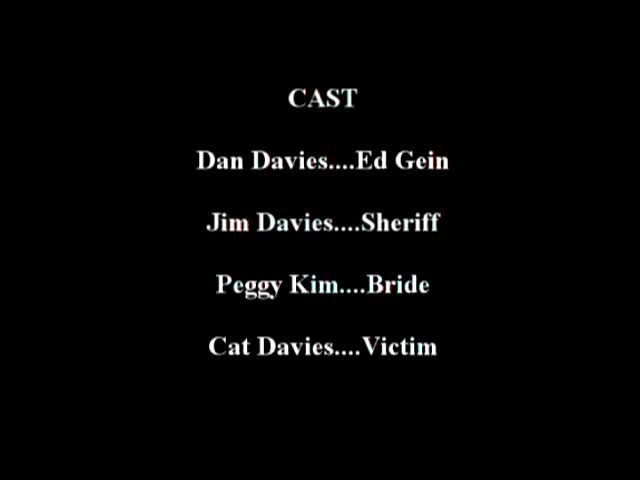 CAST
Dan Davies....Ed Gein
Jim Davies....Sheriff
Peggy Kim....Bride
Cat Davies....Victim